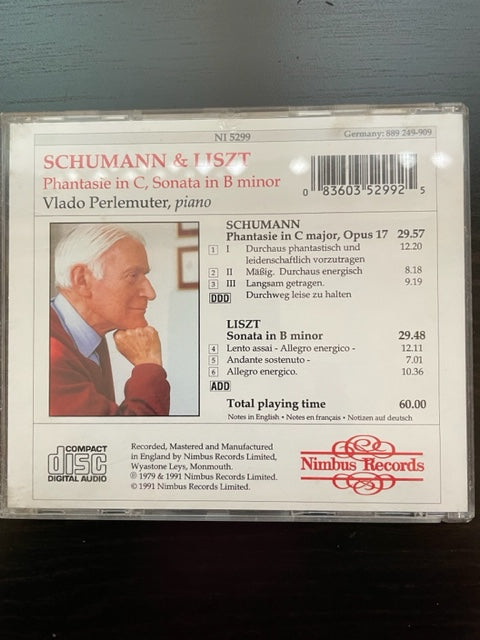 NI 5299
Germany: 889 249-909
SCHUMANN & LISZT
Phantasie in C, Sonata in B minor
Vlado Perlemuter, piano
0 83603 52992 5
SCHUMANN
Phantasie in C major, Opus 17 29.57
1 I Durchaus phantastisch und 12.20
leidenschaftlich vorzutragen
2 II Mäßig. Durchaus energisch 8.18
3 III Langsam getragen. 9.19
DDD Durchweg leise zu halten
LISZT
Sonata in B minor 29.48
4 Lento assai - Allegro energico - 12.11
5 Andante sostenuto - 7.01
6 Allegro energico. 10.36
ADD
Total playing time 60.00
Notes in English • Notes en français • Notizen auf deutsch
COMPACT
disc
DIGITAL AUDIO
Recorded, Mastered and Manufactured
in England by Nimbus Records Limited,
Wyastone Leys, Monmouth.
℗ 1979 & 1991 Nimbus Records Limited.
© 1991 Nimbus Records Limited.
Nimbus Records